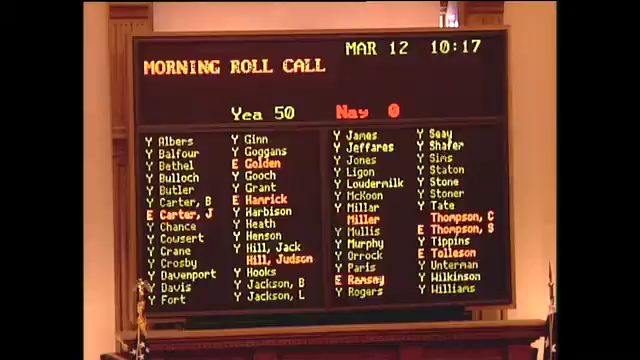 MAR 12 10:17
MORNING ROLL CALL
Yea 50 Nay 0
Y Albers
Y Balfour
Y Bethel
Y Bulloch
Y Butler
Y Carter, B
E Carter, J
Y Chance
Y Cowsert
Y Crane
Y Crosby
Y Davenport
Y Davis
Y Fort
Y Ginn
Y Goggans
E Golden
Y Gooch
Y Grant
E Hamrick
Y Harbison
Y Heath
Y Henson
Y Hill, Jack
Hill, Judson
Y Hooks
Y Jackson, B
Y Jackson, L
Y James
Y Jeffares
Y Jones
Y Ligon
Y Loudermilk
Y McKoon
Y Millar
Miller
Y Mullis
Y Murphy
Y Orrock
Y Paris
E Ramsey
Y Rogers
Y Seay
Y Shafer
Y Sims
Y Staton
Y Stone
Y Stoner
Y Tate
Thompson, C
E Thompson, S
Y Tippins
E Tolleson
Y Unterman
Y Wilkinson
Y Williams